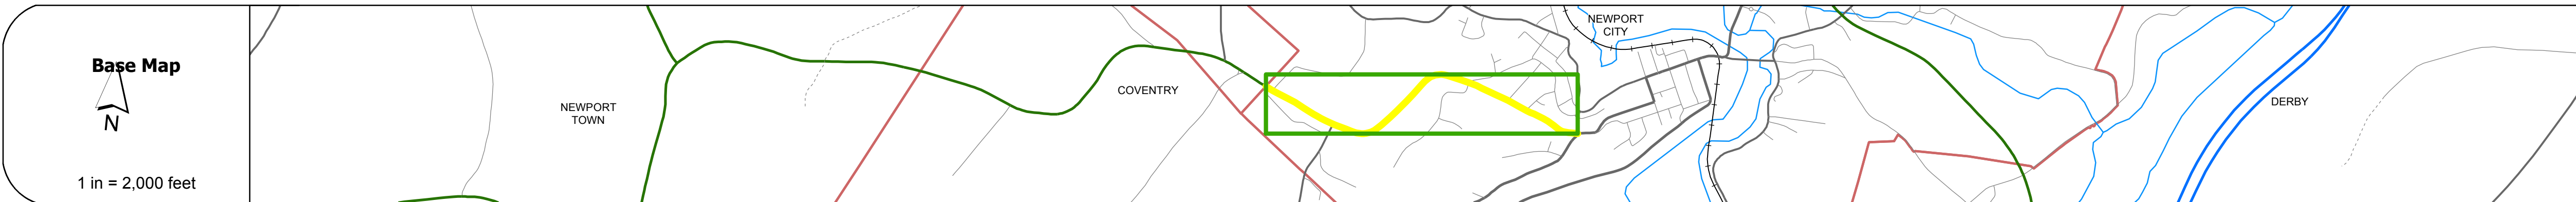 Base Map
N
1 in = 2,000 feet
NEWPORT
TOWN
COVENTRY
NEWPORT
CITY
DERBY